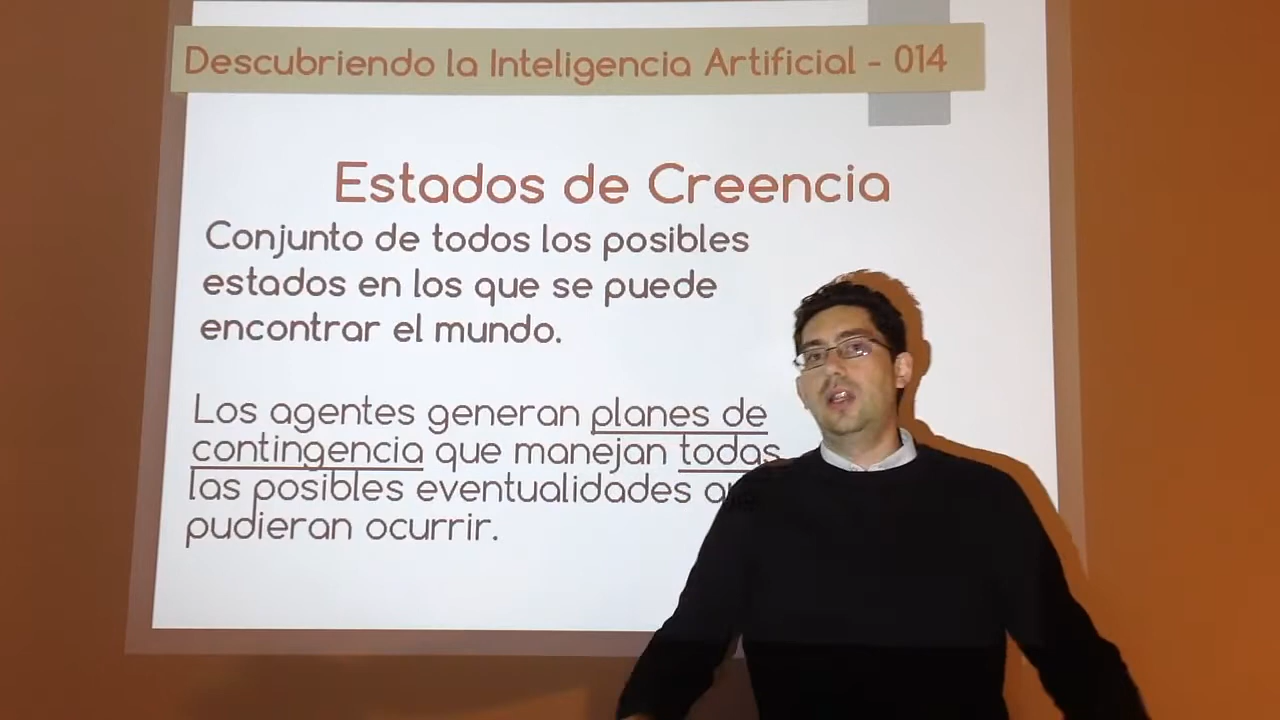 Descubriendo la Inteligencia Artificial - 014
Estados de Creencia
Conjunto de todos los posibles
estados en los que se puede
encontrar el mundo.
Los agentes generan planes de
contingencia que manejan todas
las posibles eventualidades que
pudieran ocurrir.